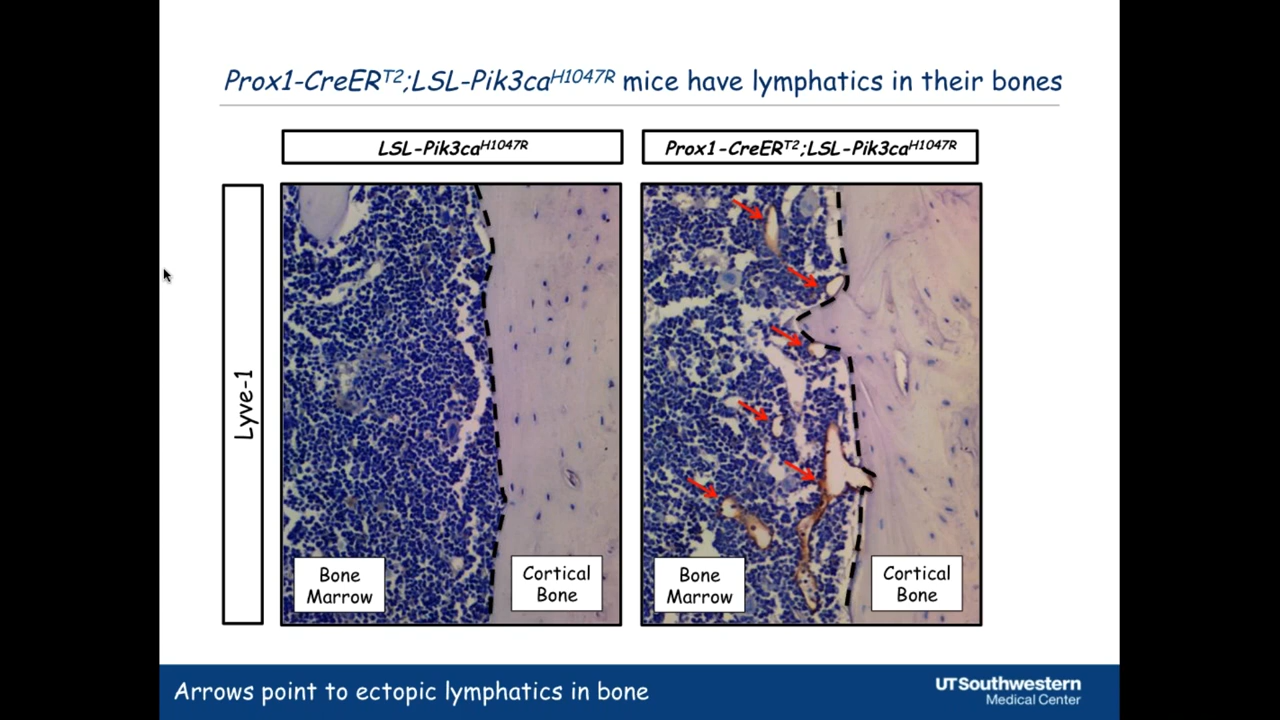 Prox1-CreERT2;LSL-Pik3caH1047R mice have lymphatics in their bones
LSL-Pik3caH1047R
Prox1-CreERT2;LSL-Pik3caH1047R
Lyve-1
Bone
Marrow
Cortical
Bone
Bone
Marrow
Cortical
Bone
Arrows point to ectopic lymphatics in bone
UTSouthwestern
Medical Center